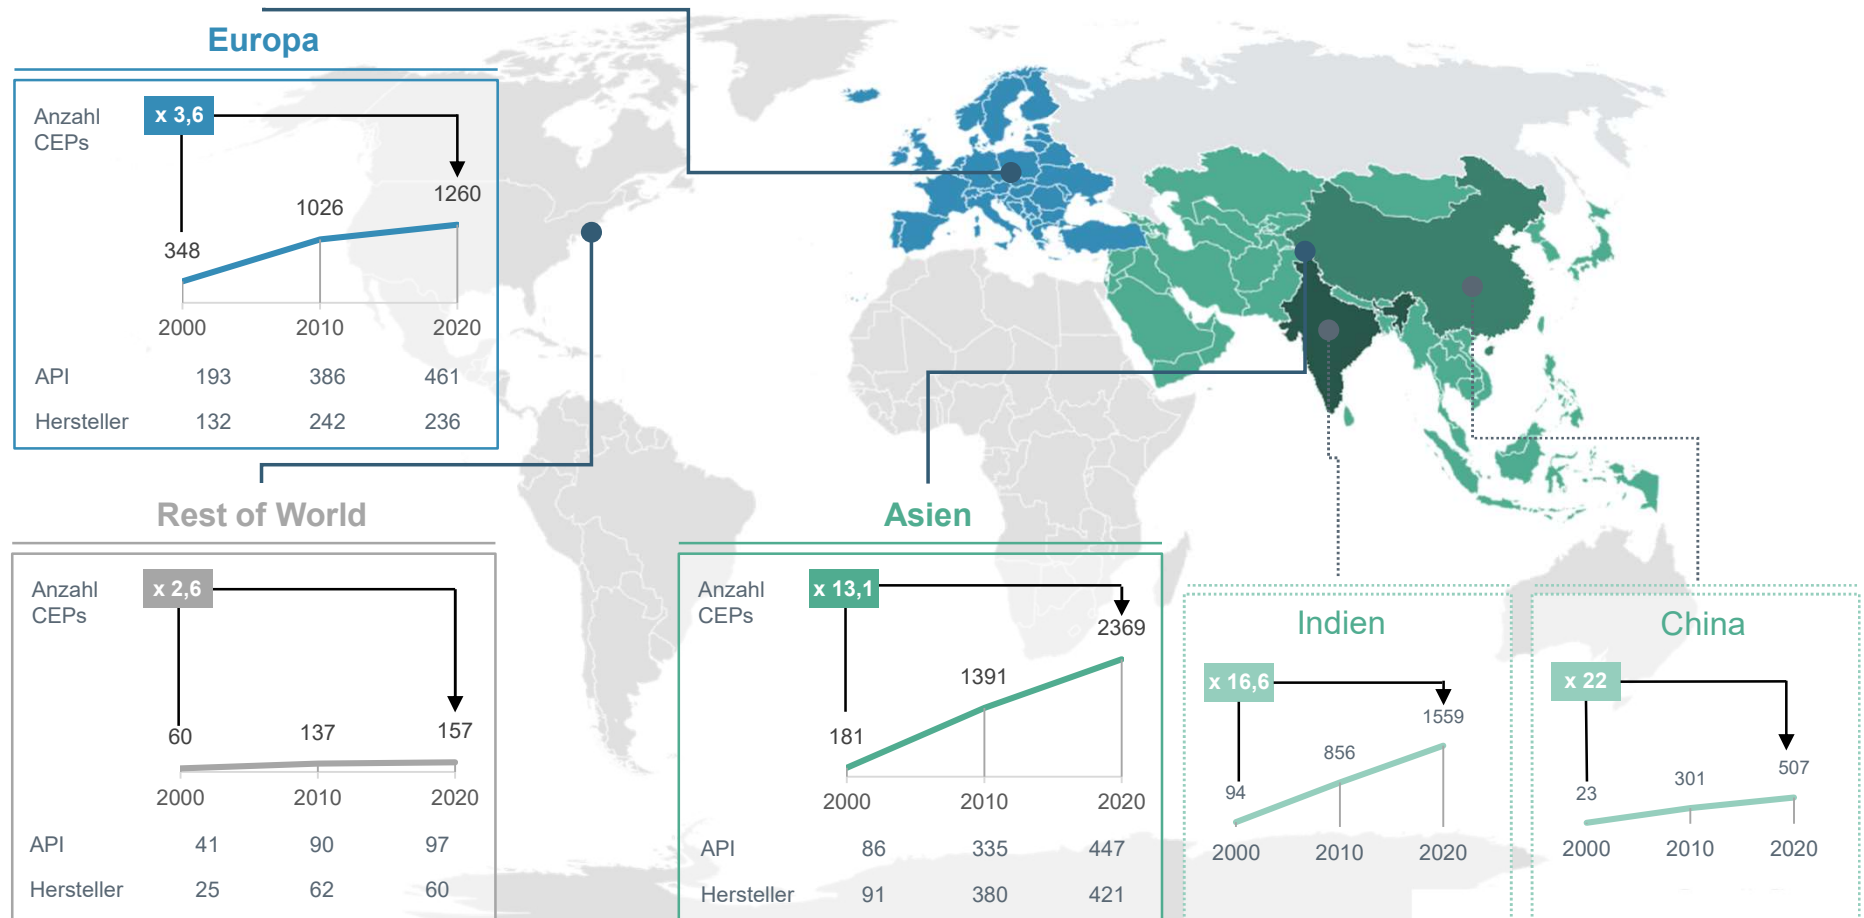 Europa
Anzahl
CEPs
x 3,6
348
1026
1260
2000 2010 2020
API 193 386 461
Hersteller 132 242 236
Rest of World
Anzahl
CEPs
x 2,6
60
137
157
2000 2010 2020
API 41 90 97
Hersteller 25 62 60
Asien
Anzahl
CEPs
x 13,1
181
1391
2369
2000 2010 2020
API 86 335 447
Hersteller 91 380 421
Indien
x 16,6
94
856
1559
2000 2010 2020
China
x 22
23
301
507
2000 2010 2020